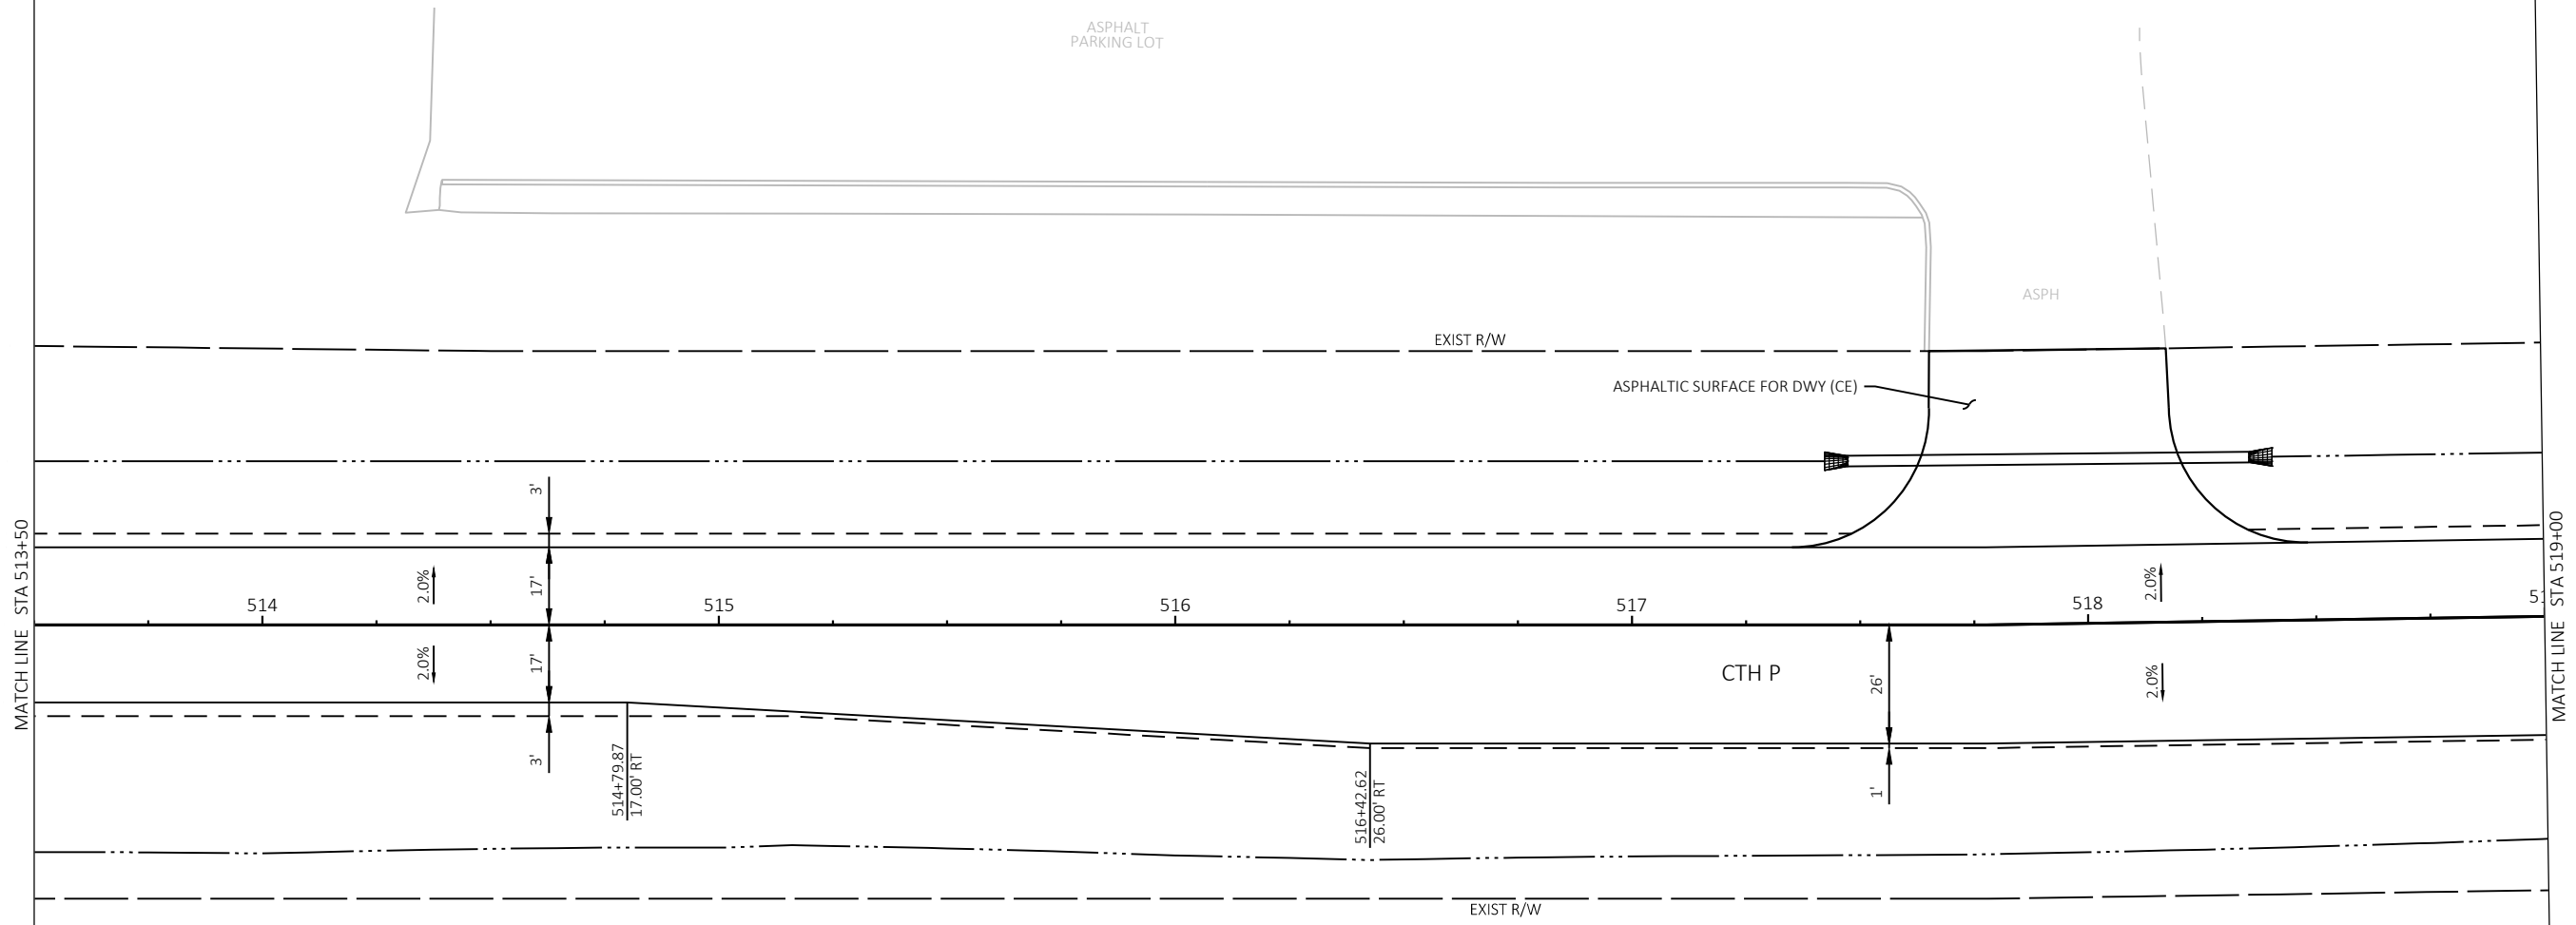 ASPHALT
PARKING LOT
ASPH
EXIST R/W
ASPHALTIC SURFACE FOR DWY (CE)
3'
17'
2.0%
2.0%
514
515
516
517
518
MATCH LINE STA 513+50
MATCH LINE STA 519+00
17'
2.0%
CTH P
26'
2.0%
3'
514+79.87
17.00' RT
516+42.62
26.00' RT
1'
EXIST R/W